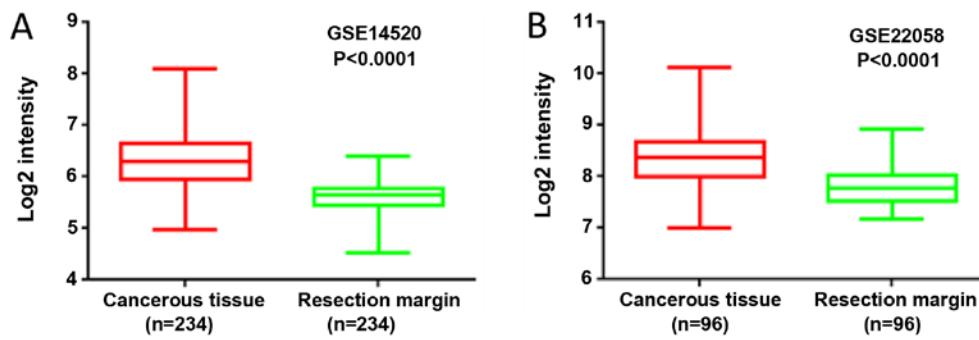 A
GSE14520
P<0.0001
Log2 intensity
9
8
7
6
5
4
Cancerous tissue
(n=234)
Resection margin
(n=234)
B
GSE22058
P<0.0001
Log2 intensity
11
10
9
8
7
6
Cancerous tissue
(n=96)
Resection margin
(n=96)